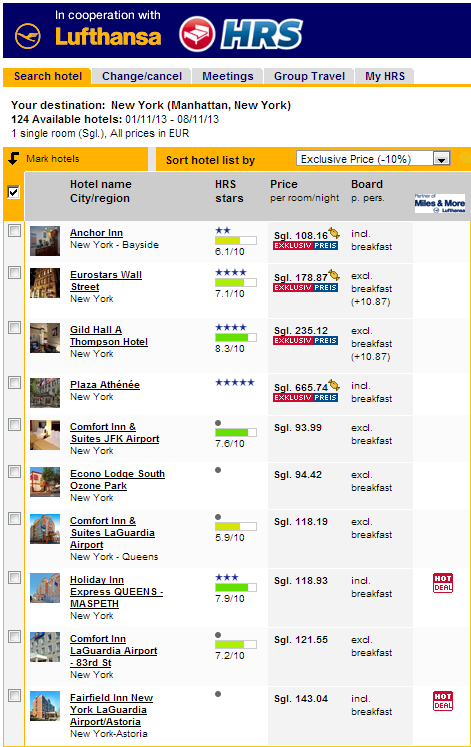 In cooperation with
Lufthansa
HRS
Search hotel Change/cancel Meetings Group Travel My HRS
Your destination: New York (Manhattan, New York)
124 Available hotels: 01/11/13 - 08/11/13
1 single room (Sgl.), All prices in EUR
Mark hotels Sort hotel list by Exclusive Price (-10%)
Hotel name HRS Price Board Partner of
City/region stars per room/night p. pers. Miles & More
Lufthansa
Anchor Inn Sgl. 108.16 incl.
New York - Bayside EXKLUSIV PREIS breakfast
6.1/10
Eurostars Wall Sgl. 178.87 excl.
Street EXKLUSIV PREIS breakfast
New York 7.1/10 (+10.87)
Gild Hall A Sgl. 235.12 excl.
Thompson Hotel EXKLUSIV PREIS breakfast
New York 8.3/10 (+10.87)
Plaza Athénée Sgl. 665.74 incl.
New York EXKLUSIV PREIS breakfast
Comfort Inn & Sgl. 93.99 excl.
Suites JFK Airport breakfast
New York 7.6/10
Econo Lodge South Sgl. 94.42 excl.
Ozone Park breakfast
New York
Comfort Inn & Sgl. 118.19 excl.
Suites LaGuardia breakfast
Airport 5.9/10
New York - Queens
Holiday Inn Sgl. 118.93 incl. HOT
Express QUEENS - breakfast DEAL
MASPETH 7.9/10
New York
Comfort Inn Sgl. 121.55 excl.
LaGuardia Airport breakfast
- 83rd St 7.2/10
New York
Fairfield Inn New Sgl. 143.04 incl. HOT
York LaGuardia breakfast DEAL
Airport/Astoria
New York-Astoria